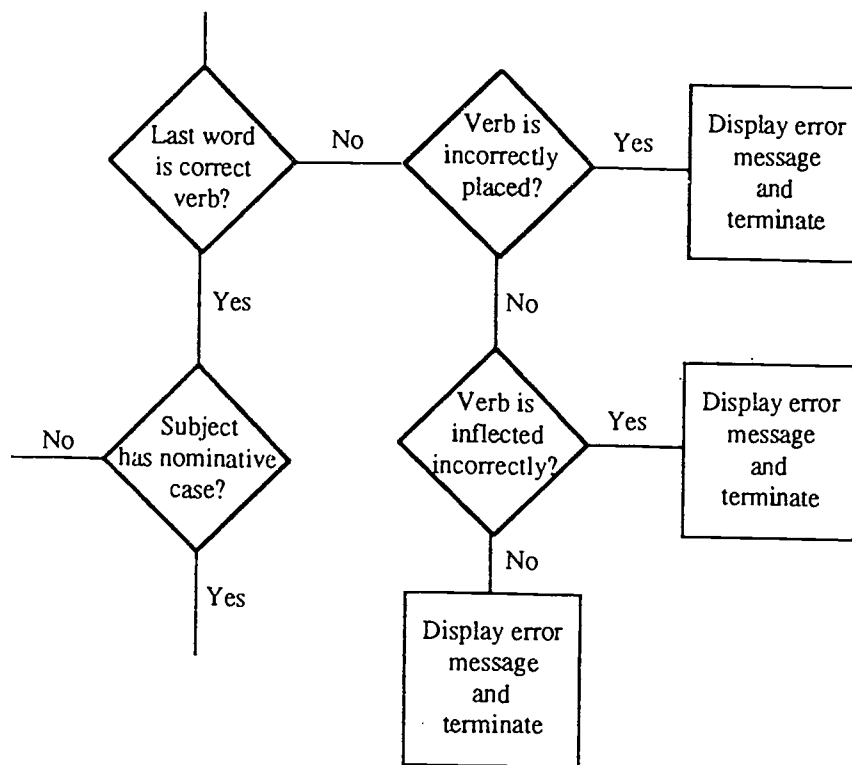 Last word
is correct
verb?
No
Verb is
incorrectly
placed?
Yes
Display error
message
and
terminate
Yes
No
Subject
has nominative
case?
No
Verb is
inflected
incorrectly?
Yes
Display error
message
and
terminate
Yes
No
Display error
message
and
terminate